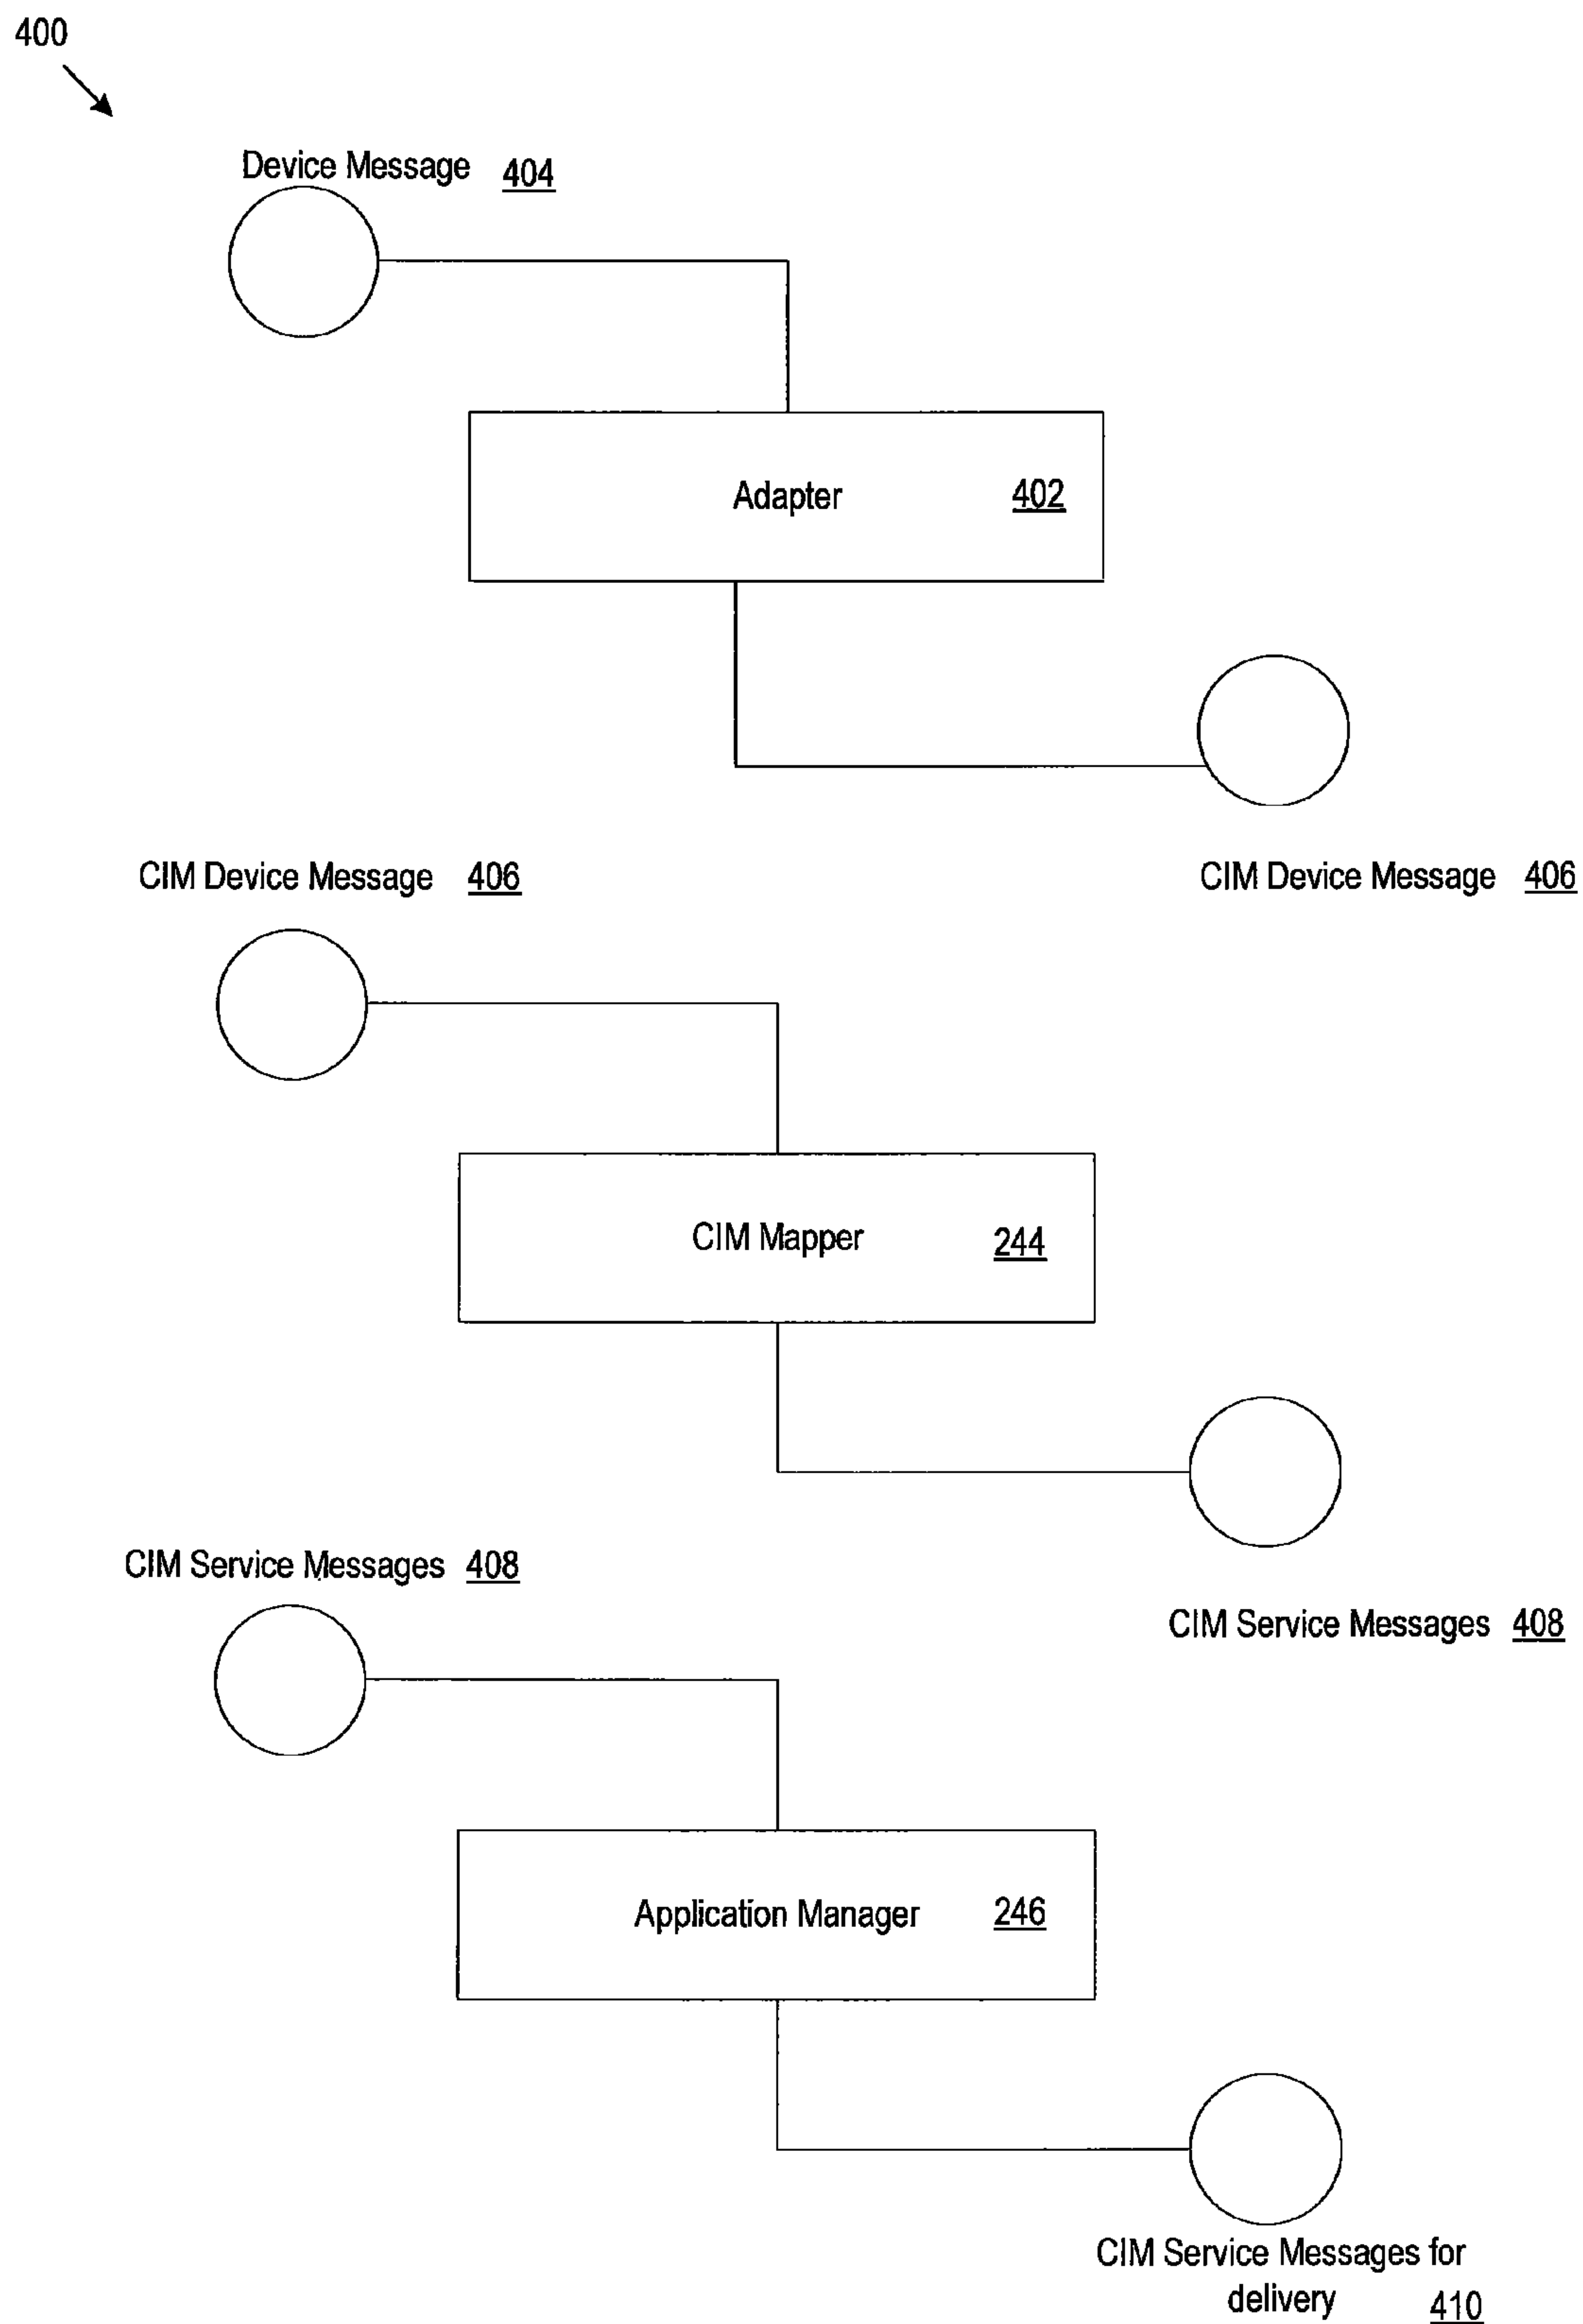 400
Device Message 404
Adapter 402
CIM Device Message 406
CIM Device Message 406
CIM Mapper 244
CIM Service Messages 408
CIM Service Messages 408
Application Manager 246
CIM Service Messages for
delivery 410